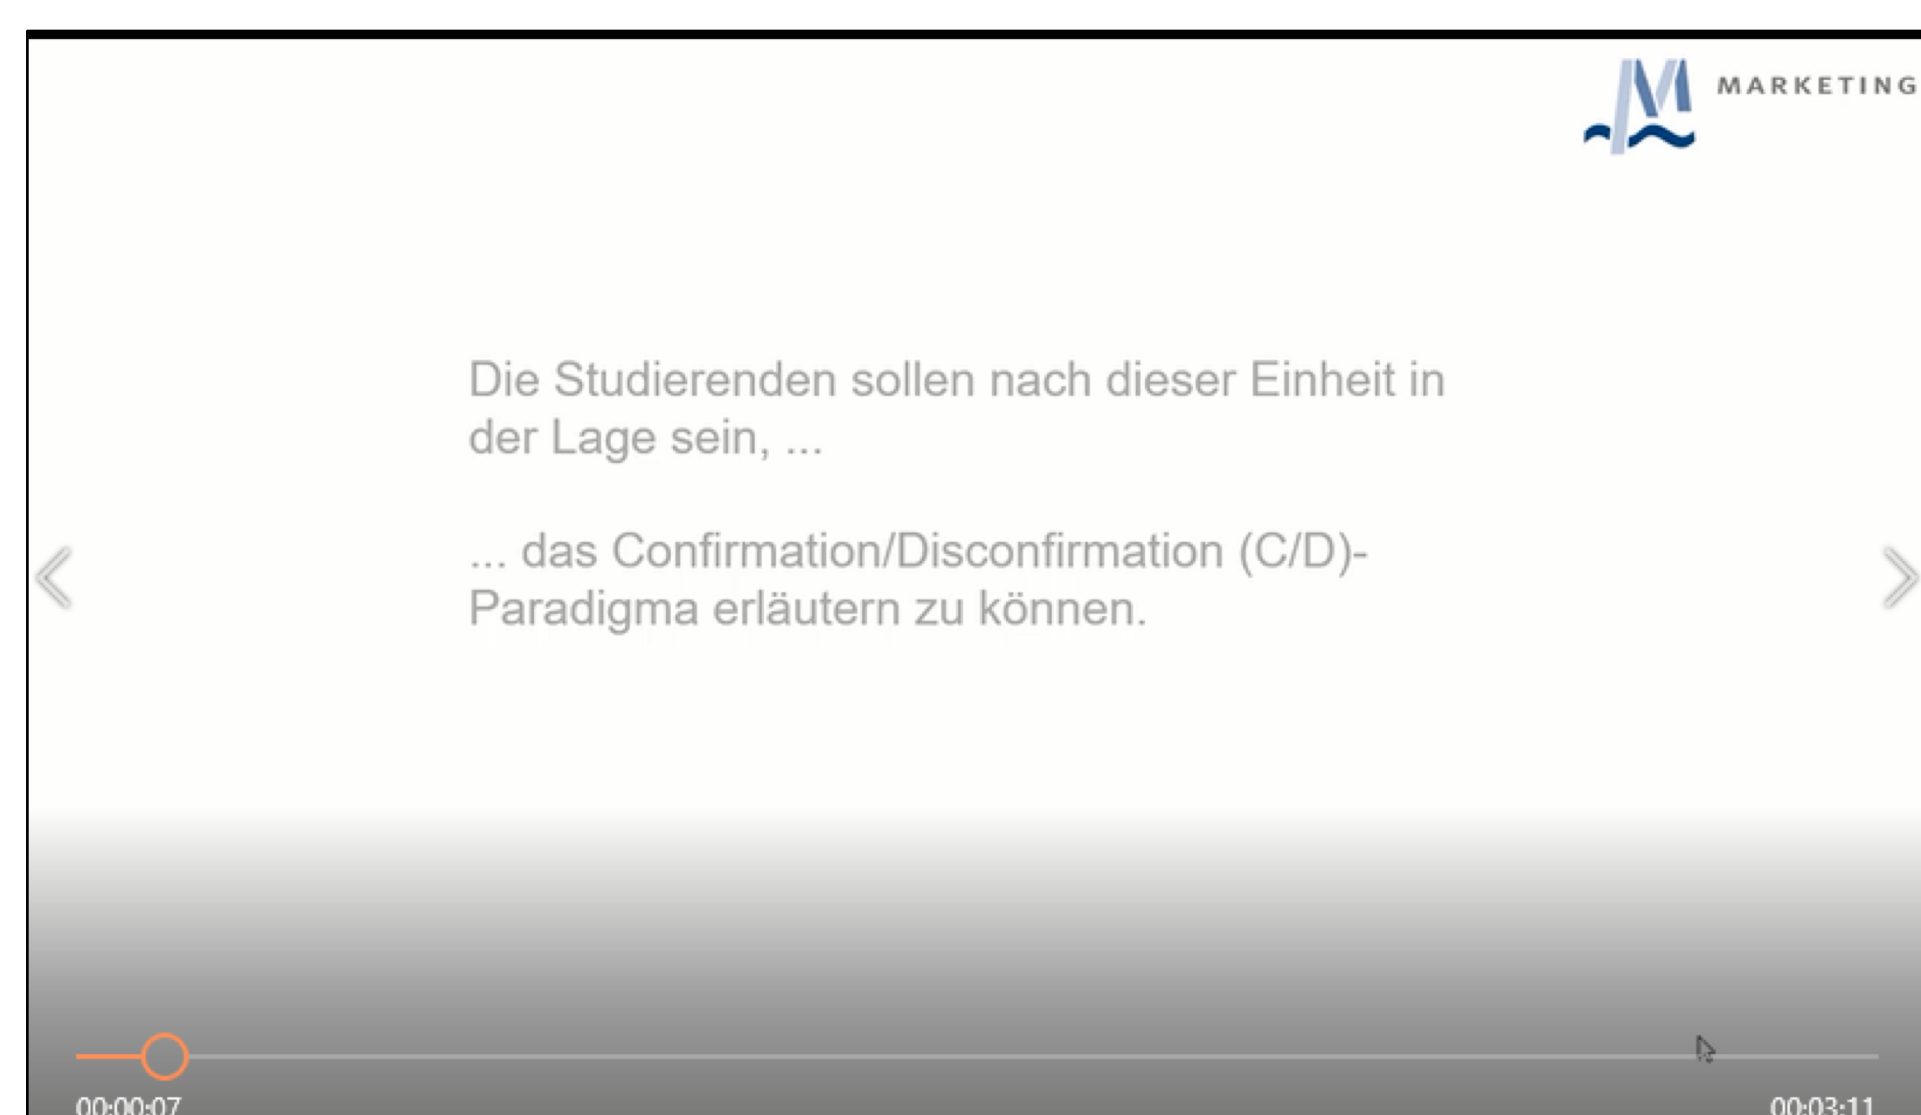 MARKETING
Die Studierenden sollen nach dieser Einheit in
der Lage sein, ...
... das Confirmation/Disconfirmation (C/D)-
Paradigma erläutern zu können.
00:00:07
00:03:11